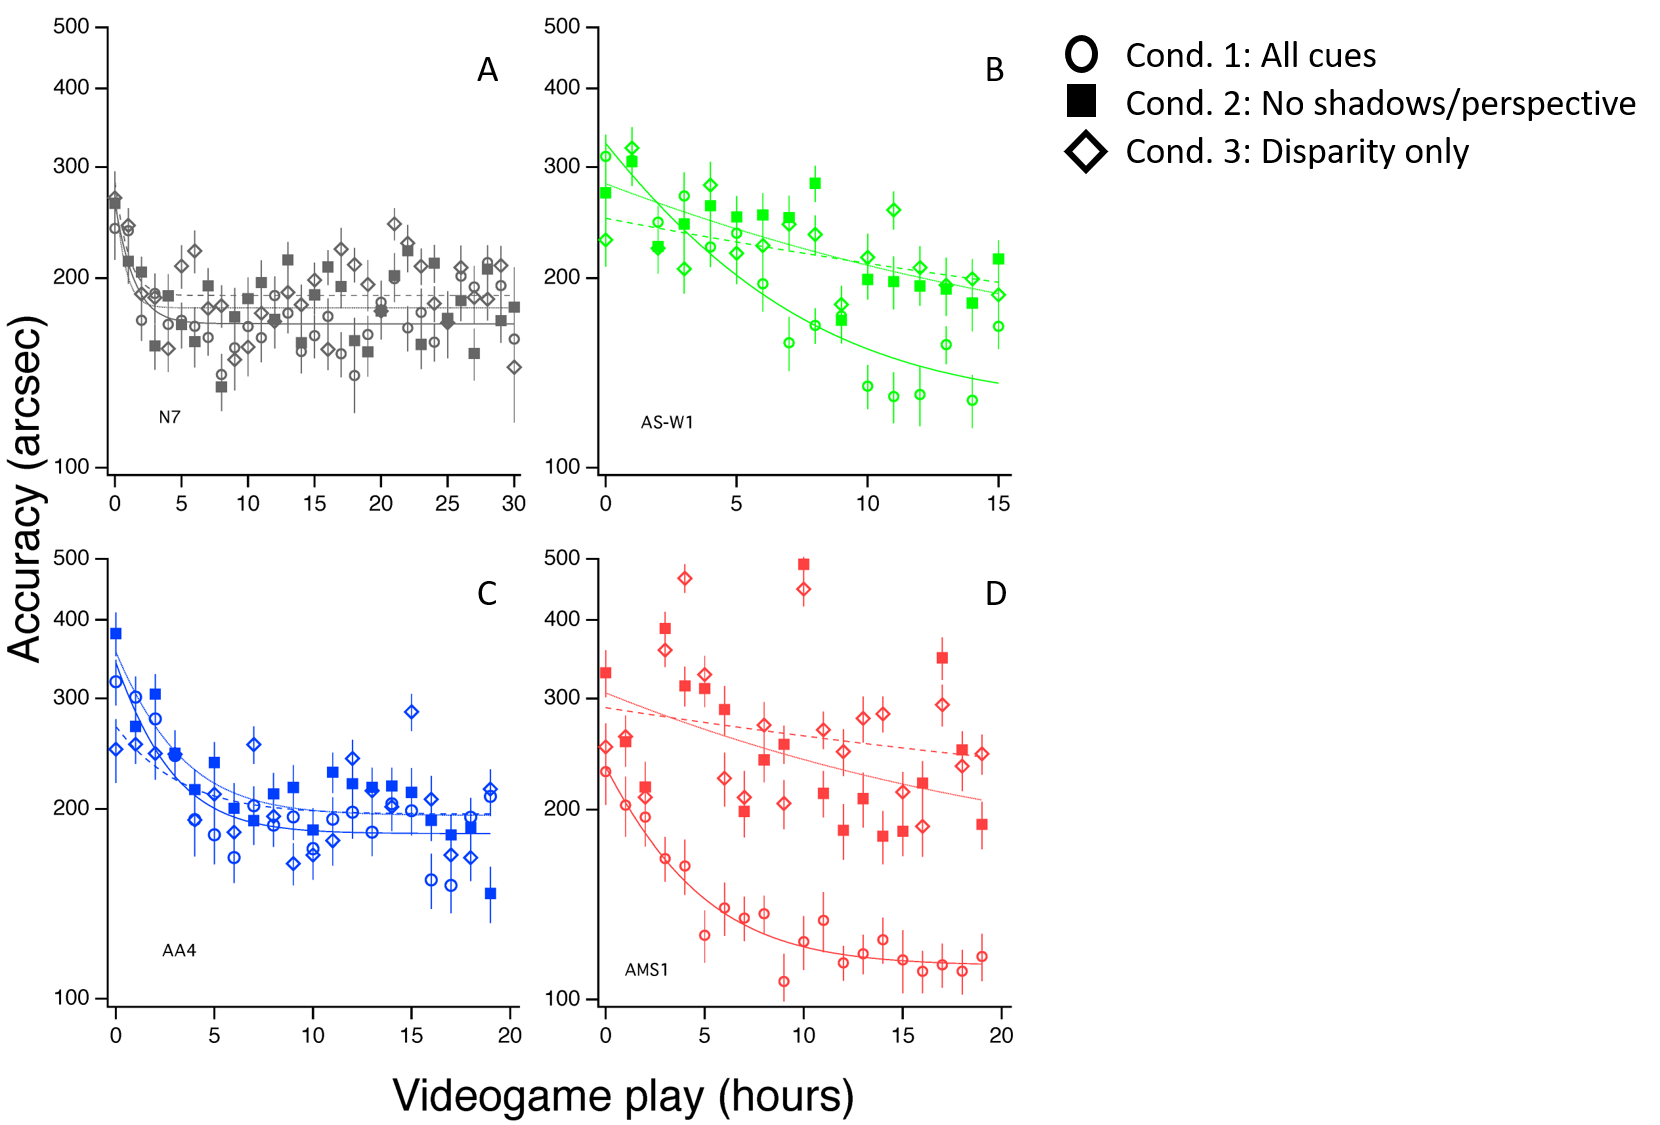 500
400
300
200
100
A
N7
0 5 10 15 20 25 30
500
400
300
200
100
B
AS-W1
0 5 10 15
Cond. 1: All cues
Cond. 2: No shadows/perspective
Cond. 3: Disparity only
Accuracy (arcsec)
500
400
300
200
100
C
AA4
0 5 10 15 20
500
400
300
200
100
D
AMS1
0 5 10 15 20
Videogame play (hours)